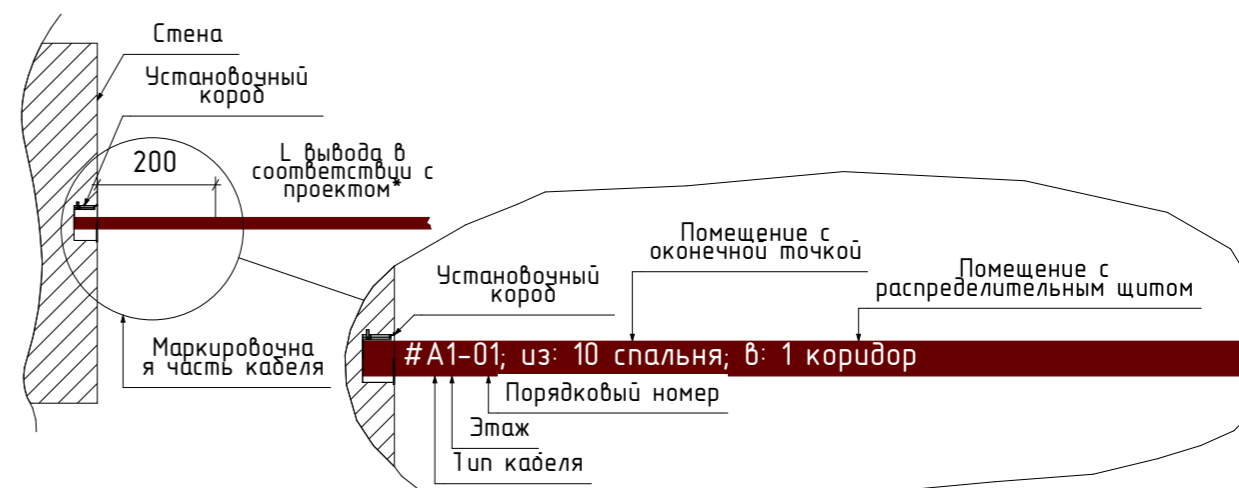 Стена
Установочный
короб
200
L вывода в
соответствии с
проектом*
Маркировочна
я часть кабеля
Помещение с
оконечной точкой
Помещение с
распределительным щитом
Установочный
короб
#А1-01; из: 10 спальня; в: 1 коридор
Порядковый номер
Этаж
Тип кабеля